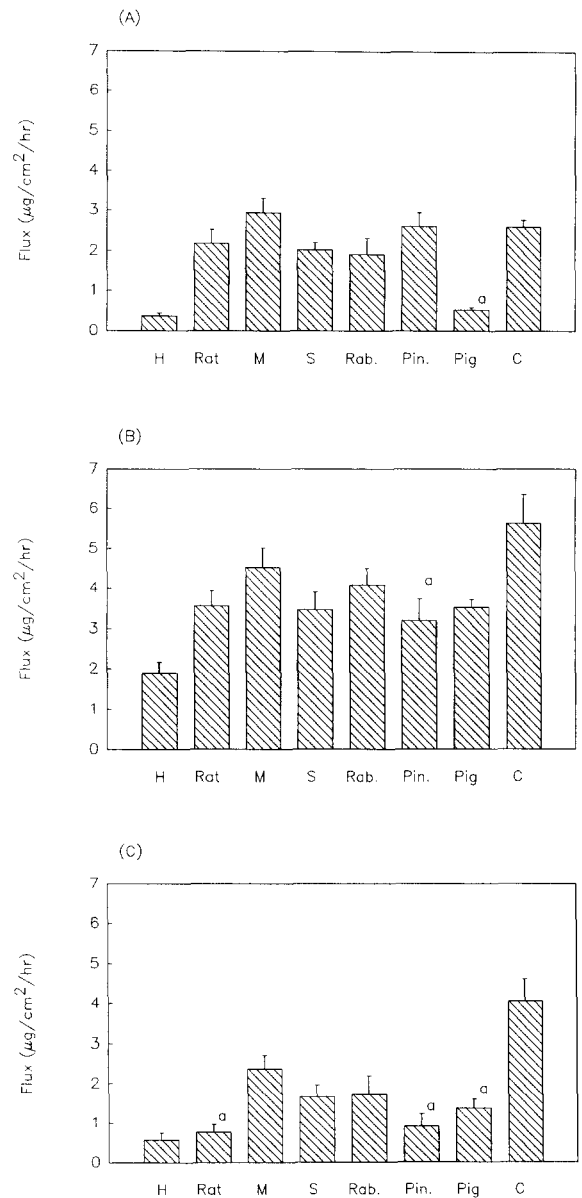 (A)
7
6
5
4
3
2
1
0
Flux (μg/cm²/hr)
a
H Rat M S Rab. Pin. Pig C
(B)
7
6
5
4
3
2
1
0
Flux (μg/cm²/hr)
a
H Rat M S Rab. Pin. Pig C
(C)
7
6
5
4
3
2
1
0
Flux (μg/cm²/hr)
a a a
H Rat M S Rab. Pin. Pig C